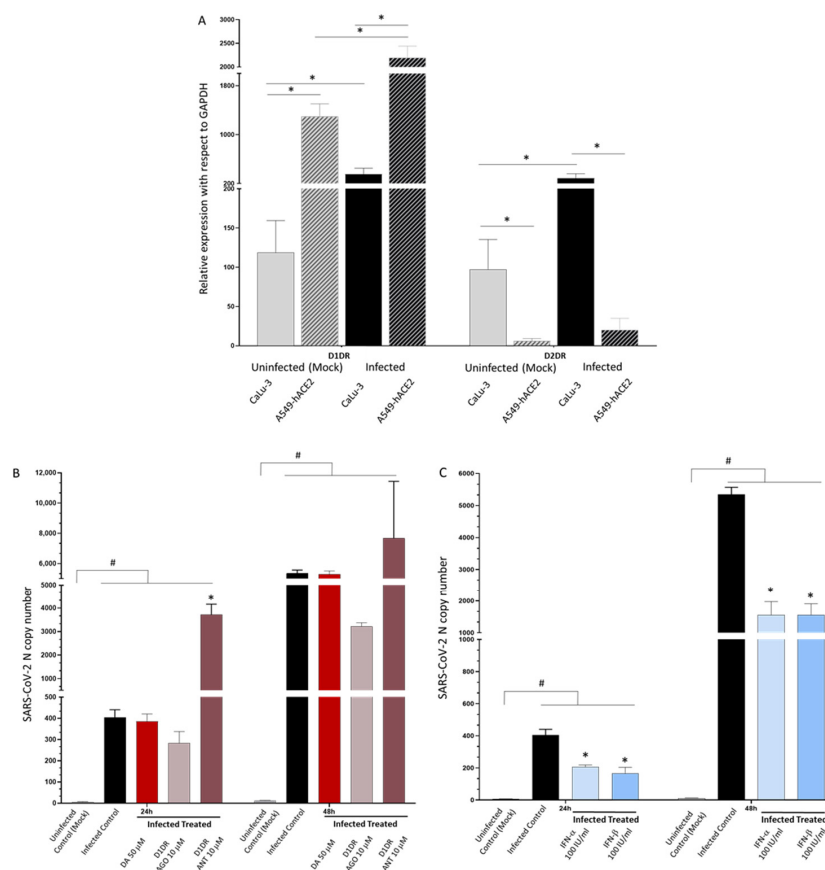 A
Relative expression with respect to GAPDH
3000
2500
2000
1800
1000
200
200
150
100
50
0
*
*
*
*
*
*
*
*
D1DR
D2DR
Uninfected (Mock)
Infected
Uninfected (Mock)
Infected
CaLu-3
A549-hACE2
CaLu-3
A549-hACE2
CaLu-3
A549-hACE2
CaLu-3
A549-hACE2
B
SARS-CoV-2 N copy number
12,000
10,000
8,000
6,000
5000
4000
3000
2000
1000
500
400
300
200
100
0
#
*
#
Uninfected
Control (Mock)
Infected Control
24h
DA 50 µM
D1DR
AGO 10 µM
D1DR
ANT 10 µM
Infected Treated
Uninfected
Control (Mock)
Infected Control
48h
DA 50 µM
D1DR
AGO 10 µM
D1DR
ANT 10 µM
Infected Treated
C
SARS-CoV-2 N copy number
6000
5000
4000
3000
2000
1000
1000
800
600
400
200
0
#
*
*
#
*
*
Uninfected
Control (Mock)
Infected Control
24h
IFN-α
100 IU/ml
IFN-β
100 IU/ml
Infected Treated
Uninfected
Control (Mock)
Infected Control
48h
IFN-α
100 IU/ml
IFN-β
100 IU/ml
Infected Treated